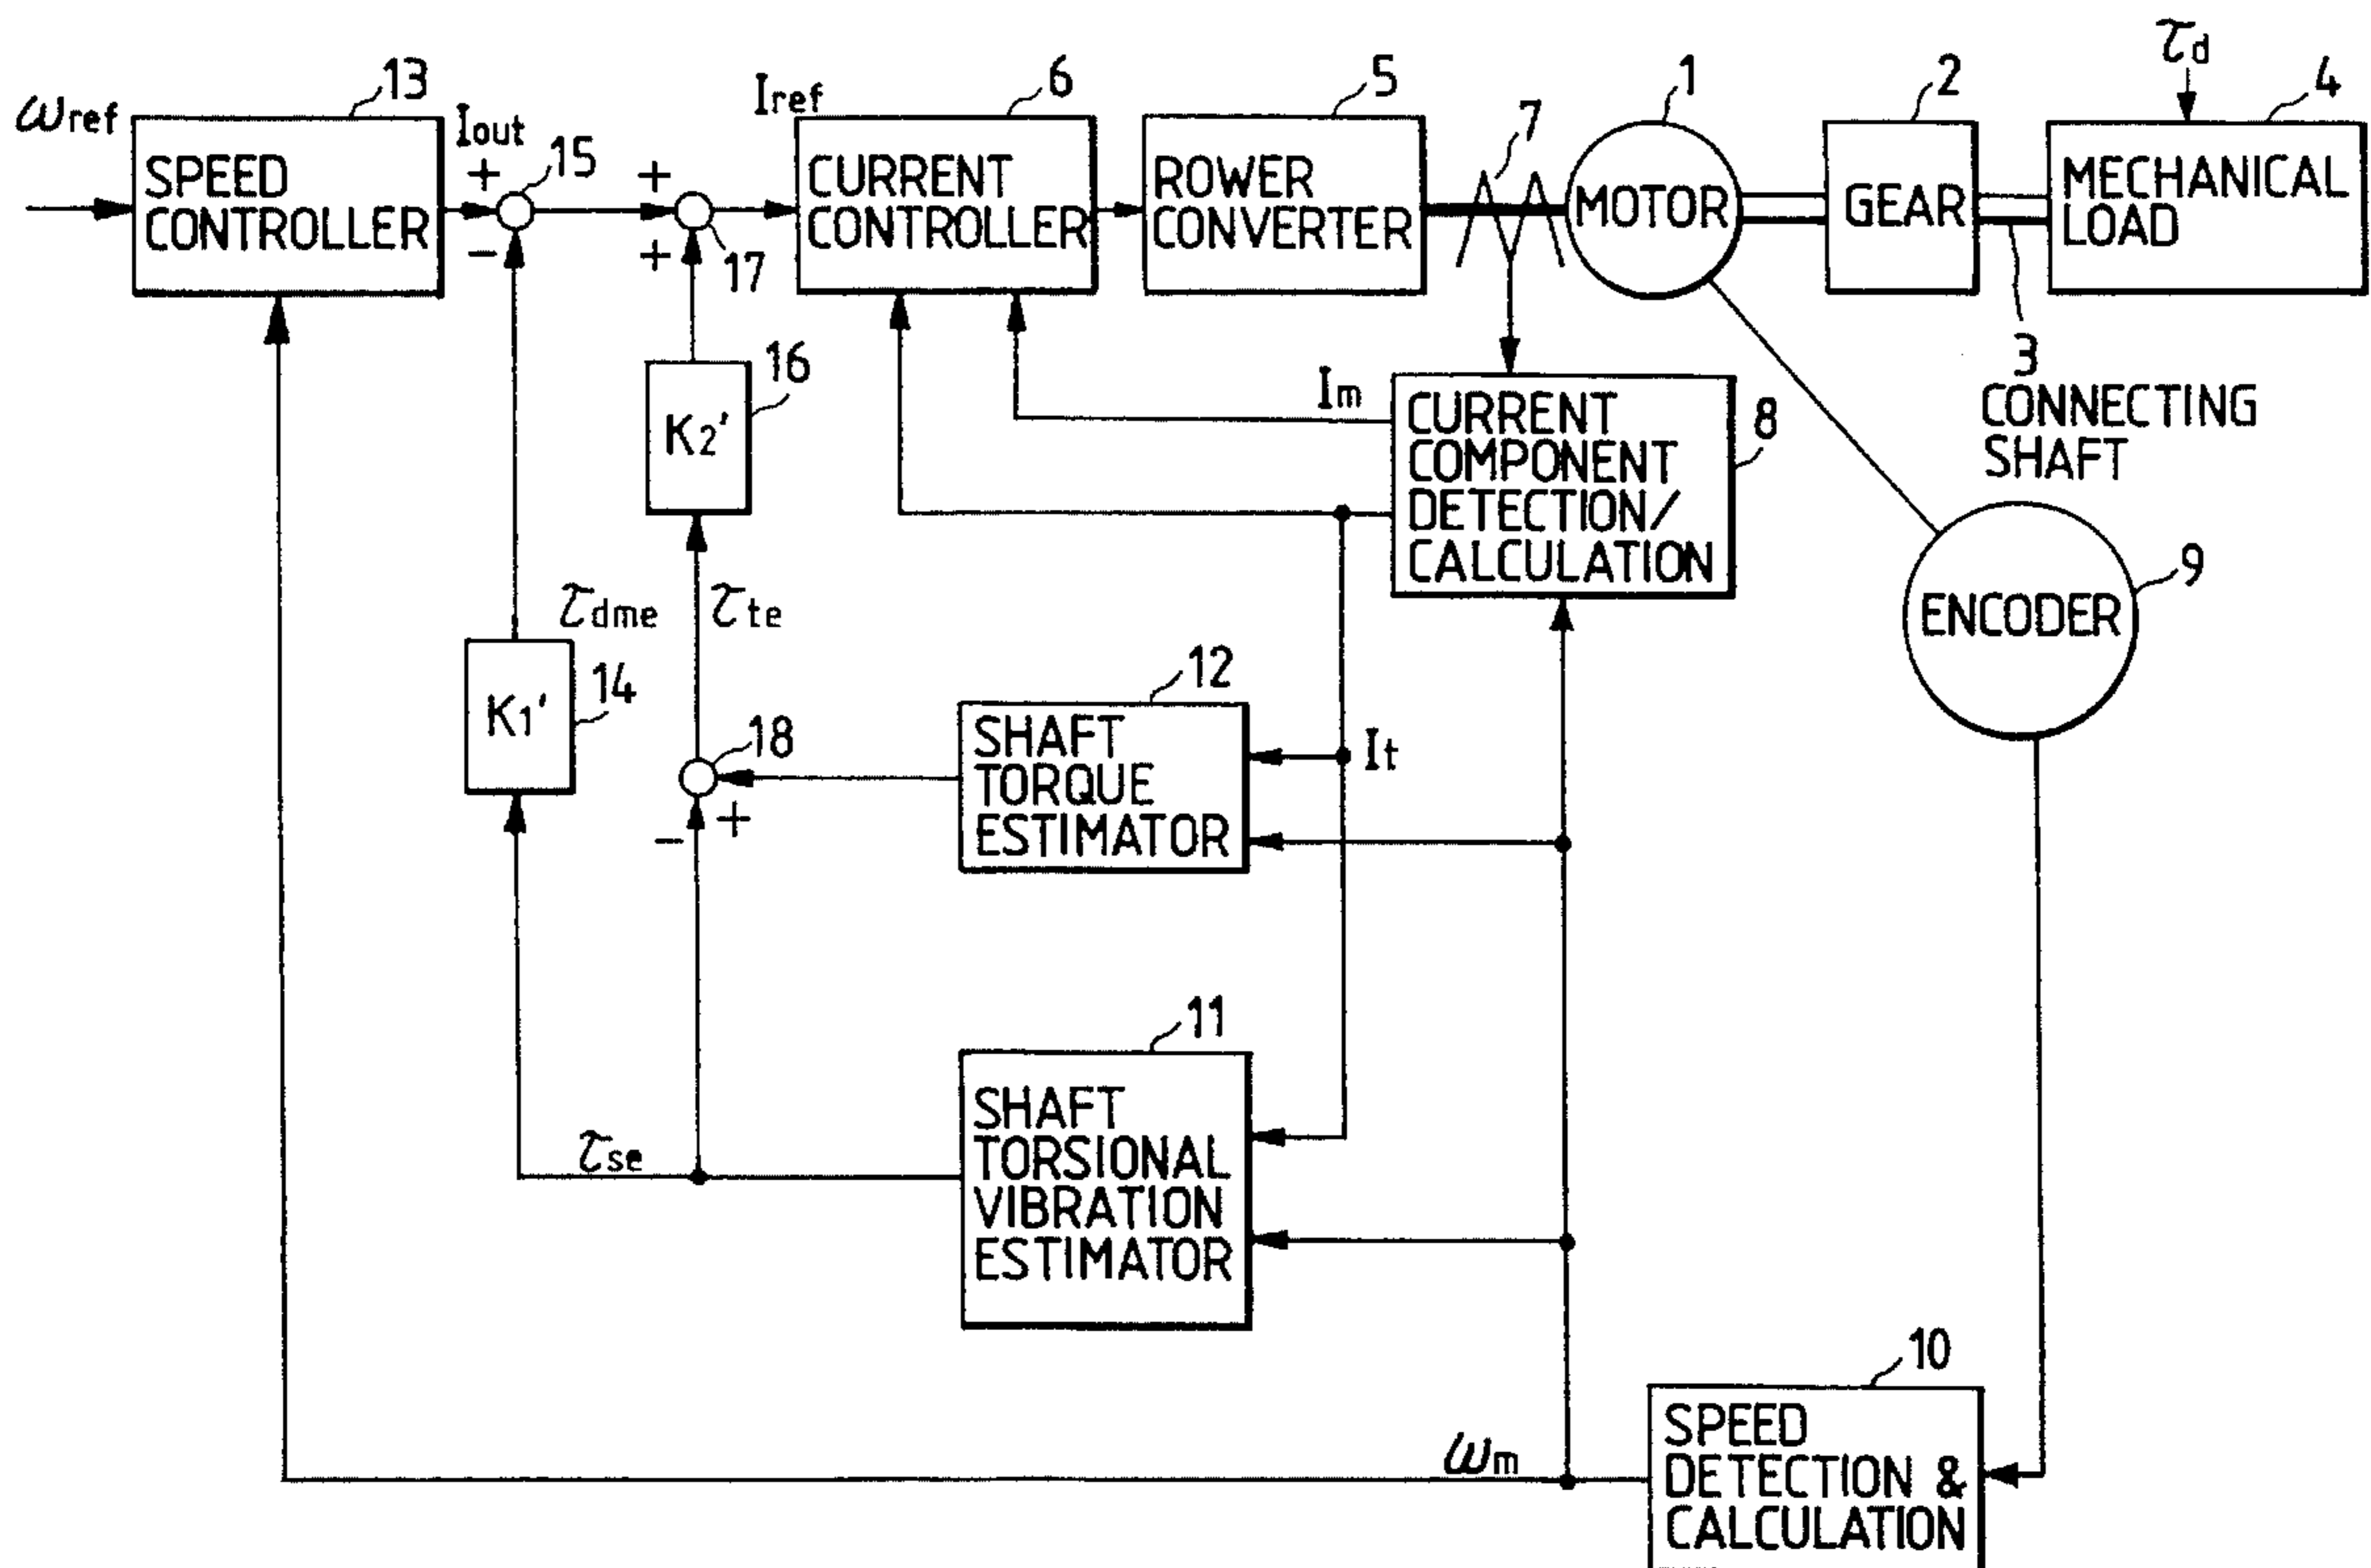 ωref
SPEED
CONTROLLER
13
Iout
+
−
15
+
+
17
Iref
CURRENT
CONTROLLER
6
ROWER
CONVERTER
5
7
MOTOR
1
GEAR
2
τd
MECHANICAL
LOAD
4
3
CONNECTING
SHAFT
K2'
16
Im
CURRENT
COMPONENT
DETECTION/
CALCULATION
8
ENCODER
9
τdme
τte
K1'
14
18
−
+
SHAFT
TORQUE
ESTIMATOR
12
It
SHAFT
TORSIONAL
VIBRATION
ESTIMATOR
11
τse
ωm
SPEED
DETECTION &
CALCULATION
10